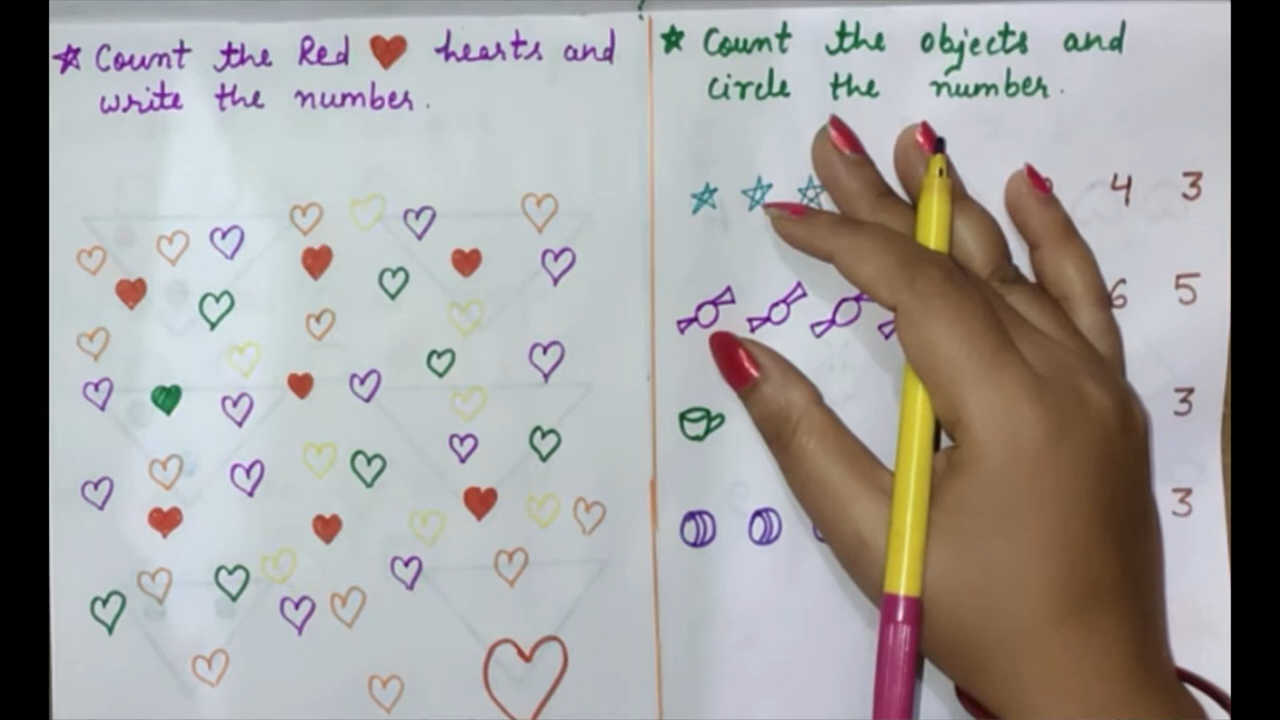 ☆ Count the Red ♥ hearts and
write the number.
★ Count the objects and
circle the number.
4 3
6 5
3
3